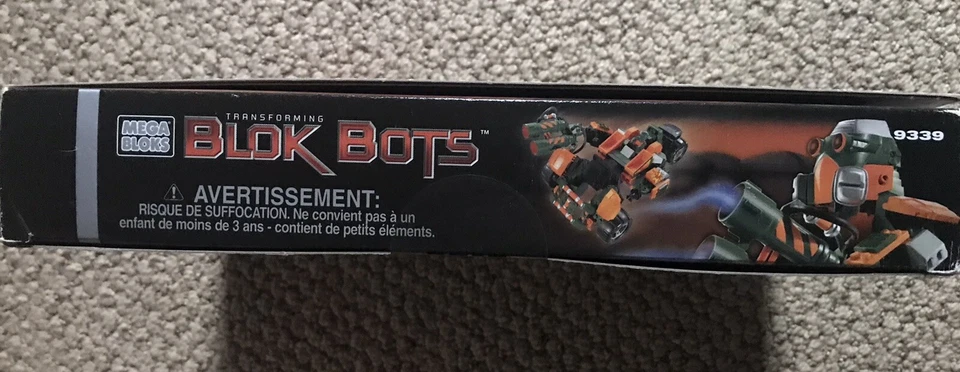 MEGA
BLOKS
TRANSFORMING
BLOK BOTS™
⚠ AVERTISSEMENT:
RISQUE DE SUFFOCATION. Ne convient pas à un
enfant de moins de 3 ans - contient de petits éléments.
9339